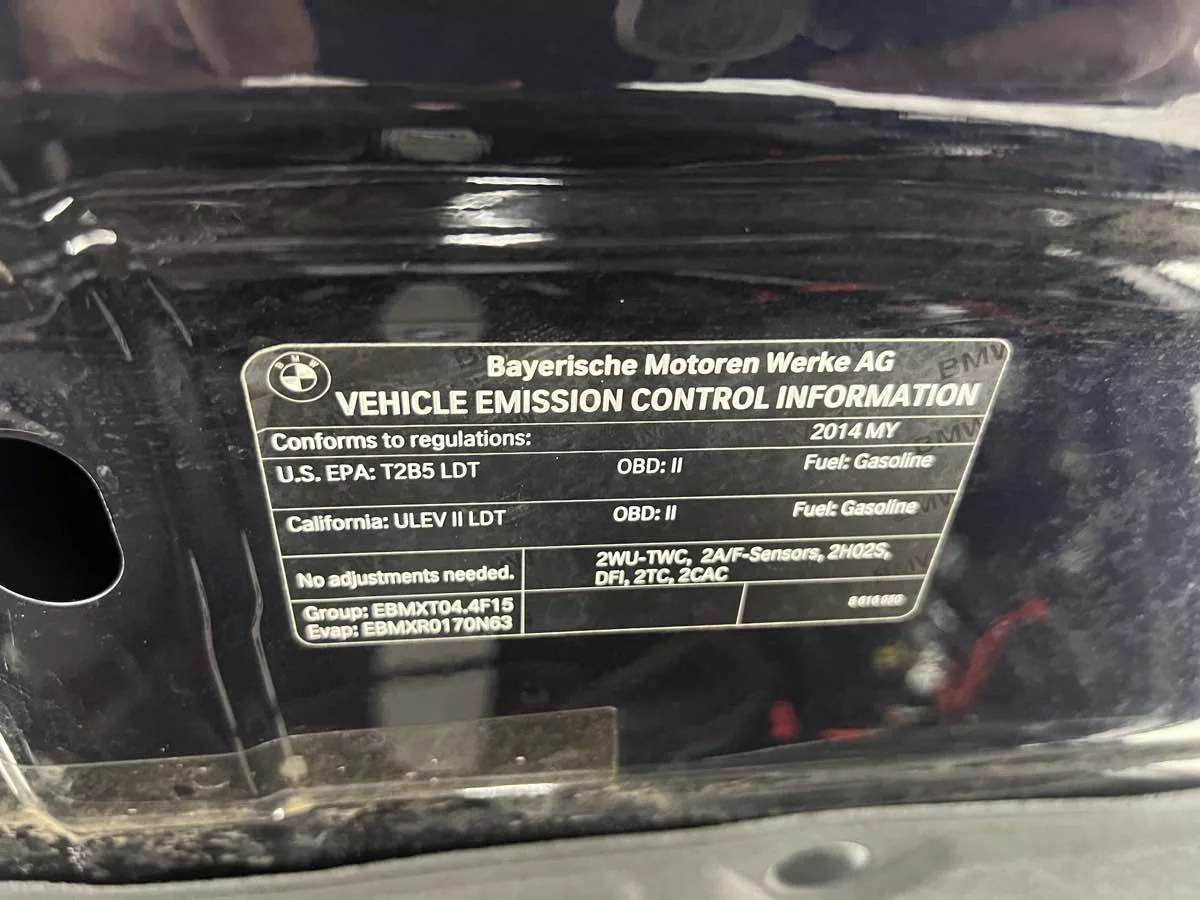 BMW
Bayerische Motoren Werke AG
VEHICLE EMISSION CONTROL INFORMATION
Conforms to regulations: 2014 MY
U.S. EPA: T2B5 LDT OBD: II Fuel: Gasoline
California: ULEV II LDT OBD: II Fuel: Gasoline
No adjustments needed. 2WU-TWC, 2A/F-Sensors, 2HO2S,
DFI, 2TC, 2CAC
Group: EBMXT04.4F15
Evap: EBMXR0170N63